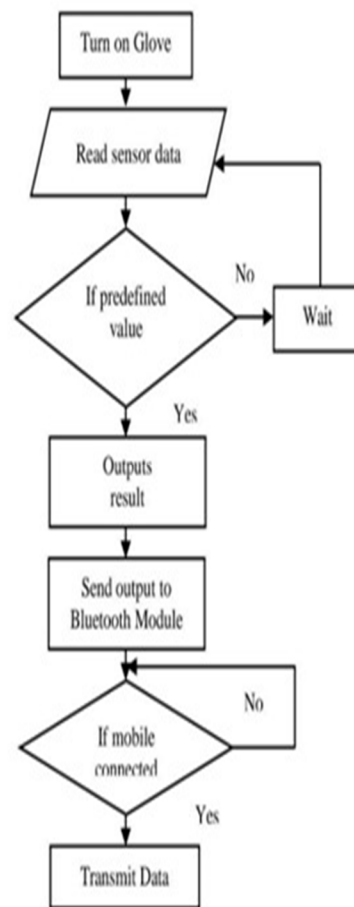 Turn on Glove
Read sensor data
If predefined
value
No
Wait
Yes
Outputs
result
Send output to
Bluetooth Module
No
If mobile
connected
Yes
Transmit Data